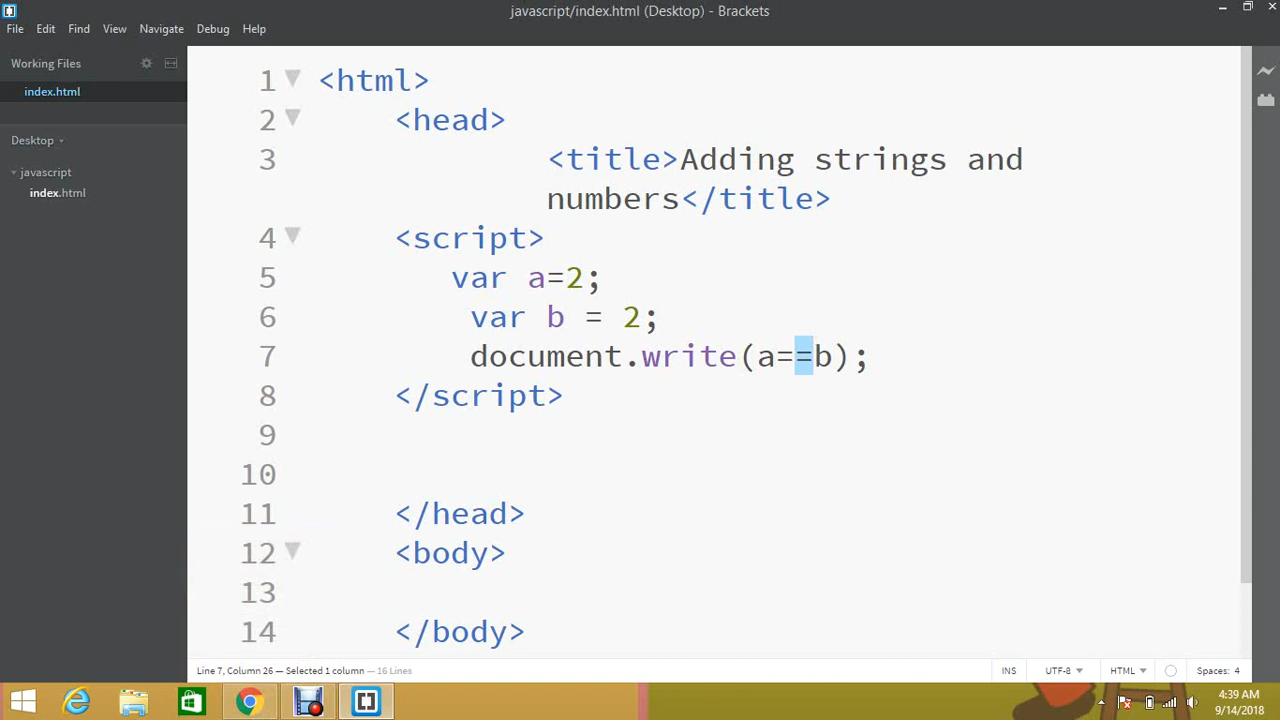 javascript/index.html (Desktop) - Brackets
File Edit Find View Navigate Debug Help
Working Files
index.html
Desktop
javascript
index.html
1 <html>
2 <head>
3 <title>Adding strings and
numbers</title>
4 <script>
5 var a=2;
6 var b = 2;
7 document.write(a==b);
8 </script>
9
10
11 </head>
12 <body>
13
14 </body>
Line 7, Column 26 — Selected 1 column — 16 Lines
INS UTF-8 HTML Spaces: 4
4:39 AM
9/14/2018